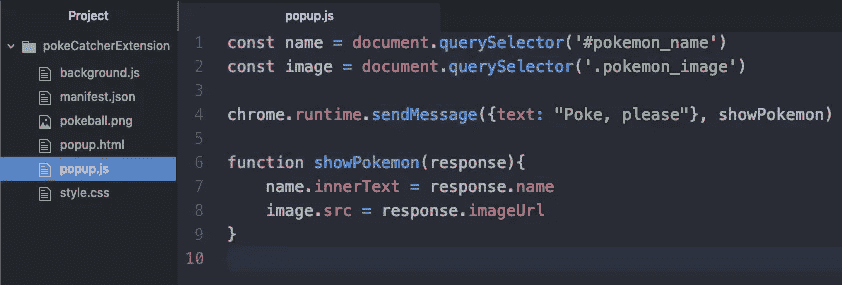 Project
pokeCatcherExtension
background.js
manifest.json
pokeball.png
popup.html
popup.js
style.css
popup.js
1 const name = document.querySelector('#pokemon_name')
2 const image = document.querySelector('.pokemon_image')
3
4 chrome.runtime.sendMessage({text: "Poke, please"}, showPokemon)
5
6 function showPokemon(response){
7     name.innerText = response.name
8     image.src = response.imageUrl
9 }
10